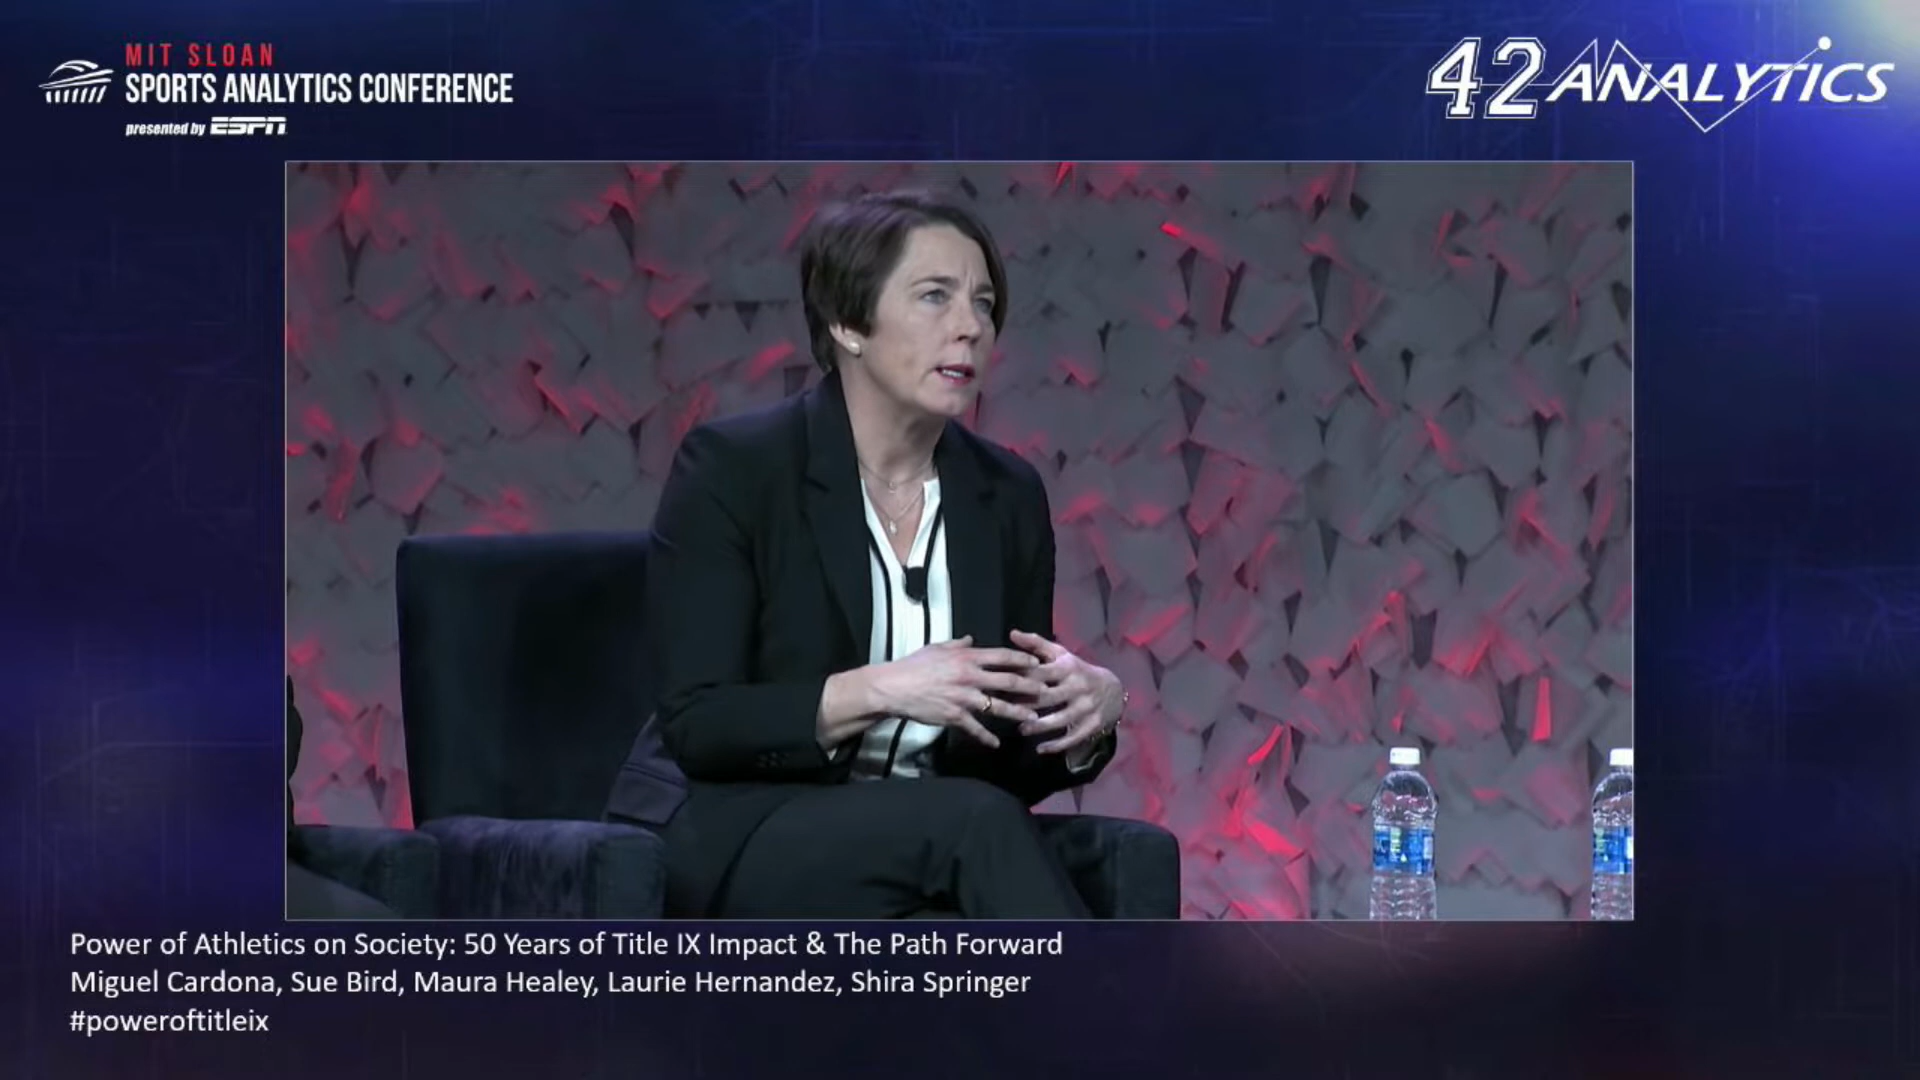 MIT SLOAN
SPORTS ANALYTICS CONFERENCE
presented by ESPN
42 ANALYTICS
Power of Athletics on Society: 50 Years of Title IX Impact & The Path Forward
Miguel Cardona, Sue Bird, Maura Healey, Laurie Hernandez, Shira Springer
#poweroftitleix